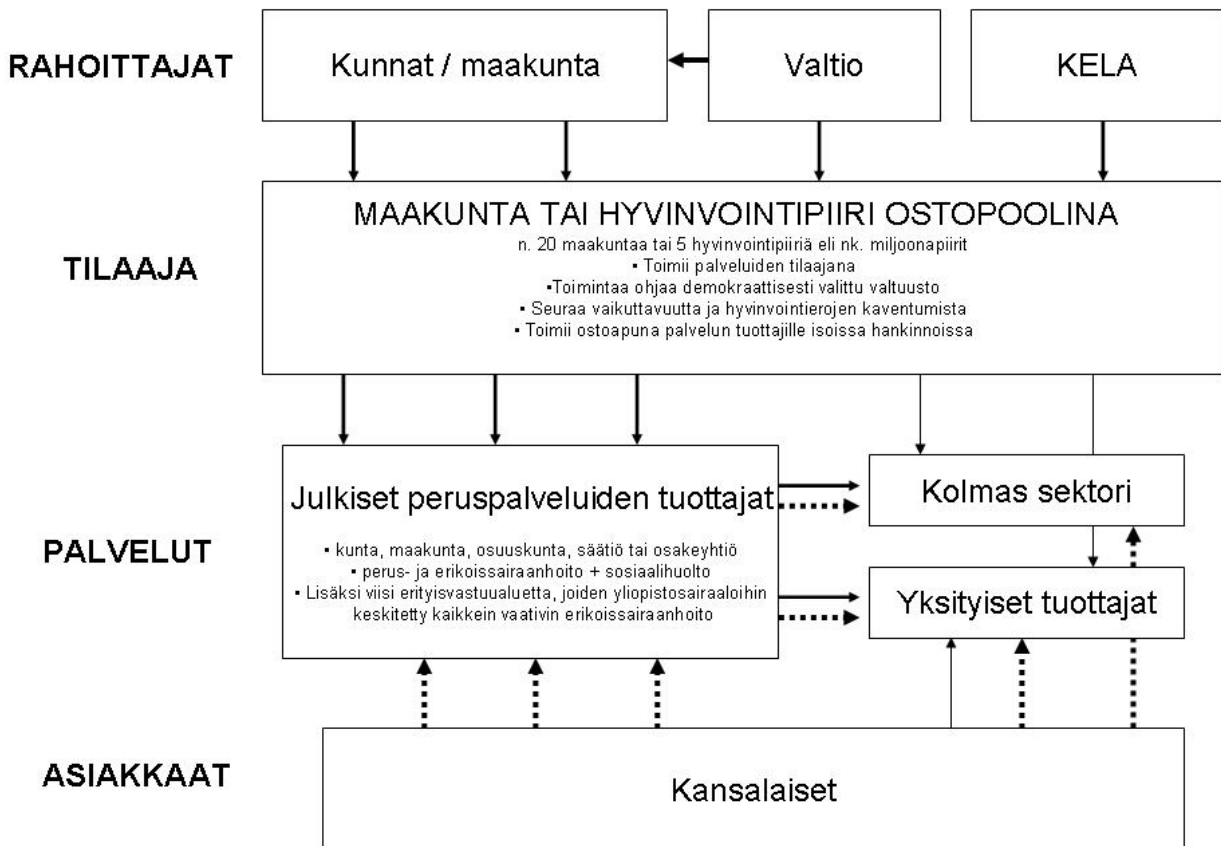 RAHOITTAJAT
Kunnat / maakunta
Valtio
KELA
TILAAJA
MAAKUNTA TAI HYVINVOINTIPIIRI OSTOPOOLINA
n. 20 maakuntaa tai 5 hyvinvointipiiriä eli nk. miljoonapiirit
▪ Toimii palveluiden tilaajana
▪Toimintaa ohjaa demokraattisesti valittu valtuusto
▪ Seuraa vaikuttavuutta ja hyvinvointierojen kaventumista
▪ Toimii ostoapuna palvelun tuottajille isoissa hankinnoissa
PALVELUT
Julkiset peruspalveluiden tuottajat
▪ kunta, maakunta, osuuskunta, säätiö tai osakeyhtiö
▪ perus- ja erikoissairaanhoito + sosiaalihuolto
▪ Lisäksi viisi erityisvastuualuetta, joiden yliopistosairaaloihin
keskitetty kaikkein vaativin erikoissairaanhoito
Kolmas sektori
Yksityiset tuottajat
ASIAKKAAT
Kansalaiset